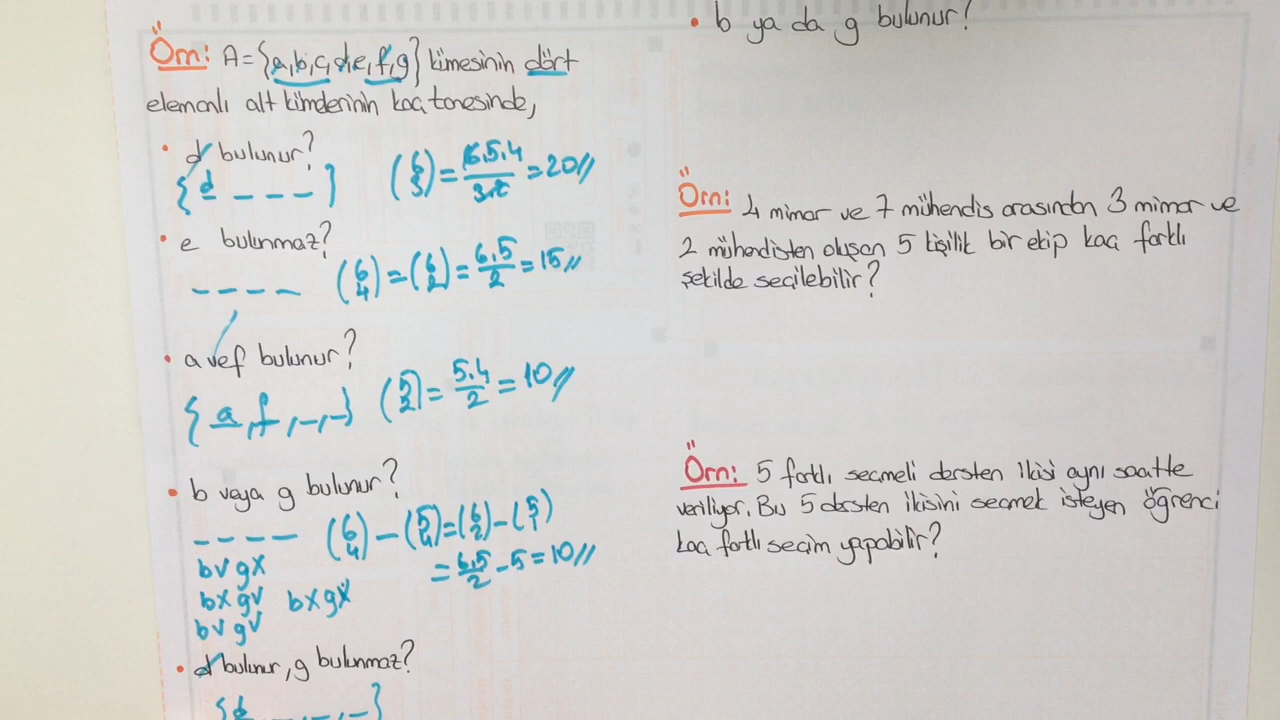 Örn: A={a,b,c,d,e,f,g} kümesinin dört
elemanlı alt kümelerinin kaç tanesinde,
• d bulunur?
{d _ _ _ } (6 3) = 6.5.4/3.2 = 20//
• e bulunmaz?
_ _ _ _ (6 4) = (6 2) = 6.5/2 = 15//
• a ve f bulunur?
{a, f, _, _} (5 2) = 5.4/2 = 10//
• b veya g bulunur?
_ _ _ _ (6 4) - (5 4) = (6 2) - (5 1)
= 6.5/2 - 5 = 10//
b√ gX
bX g√ bX gX
b√ g√
• d bulunur, g bulunmaz?
{d _, _, _}
• b ya da g bulunur?
Örn: 4 mimar ve 7 mühendis arasından 3 mimar ve
2 mühendisten oluşan 5 kişilik bir ekip kaç farklı
şekilde seçilebilir?
Örn: 5 farklı seçmeli dersten ikisi aynı saatte
veriliyor. Bu 5 dersten ikisini seçmek isteyen öğrenci
kaç farklı seçim yapabilir?